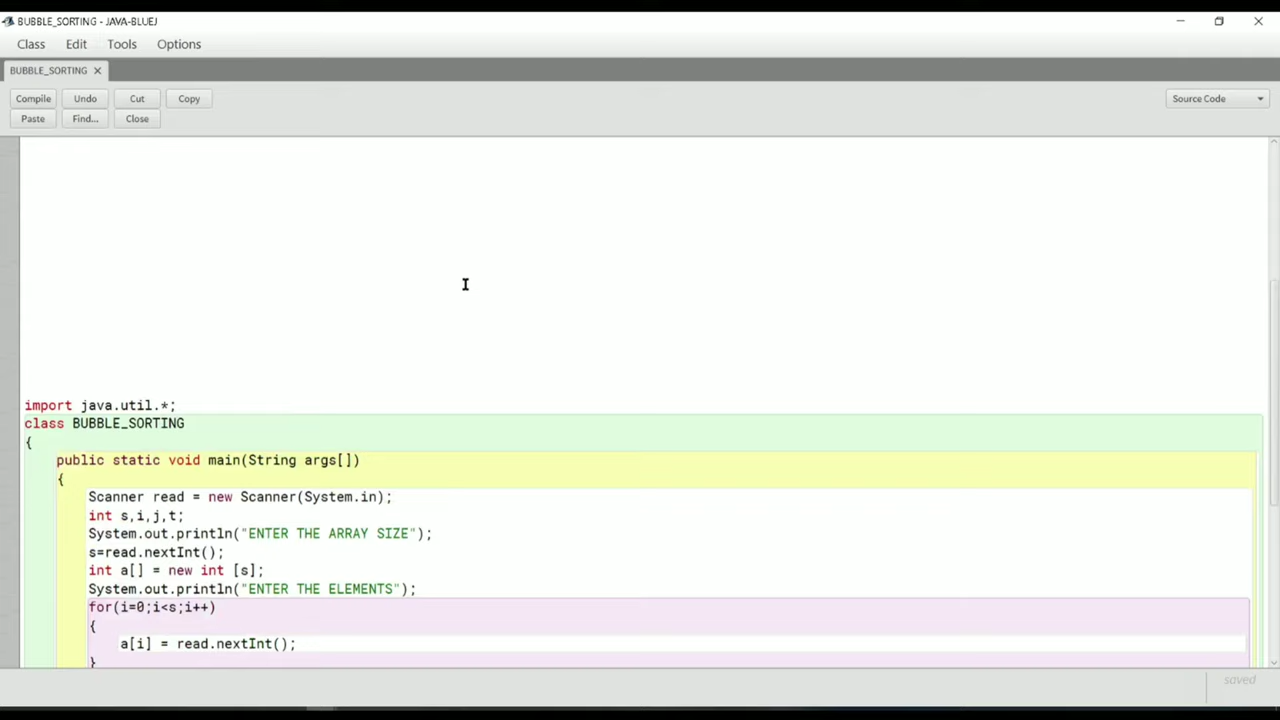 BUBBLE_SORTING - JAVA-BLUEJ
Class Edit Tools Options
BUBBLE_SORTING
Compile Undo Cut Copy Source Code
Paste Find... Close
import java.util.*;
class BUBBLE_SORTING
{
public static void main(String args[])
{
Scanner read = new Scanner(System.in);
int s,i,j,t;
System.out.println("ENTER THE ARRAY SIZE");
s=read.nextInt();
int a[] = new int [s];
System.out.println("ENTER THE ELEMENTS");
for(i=0;i<s;i++)
{
a[i] = read.nextInt();
}
saved